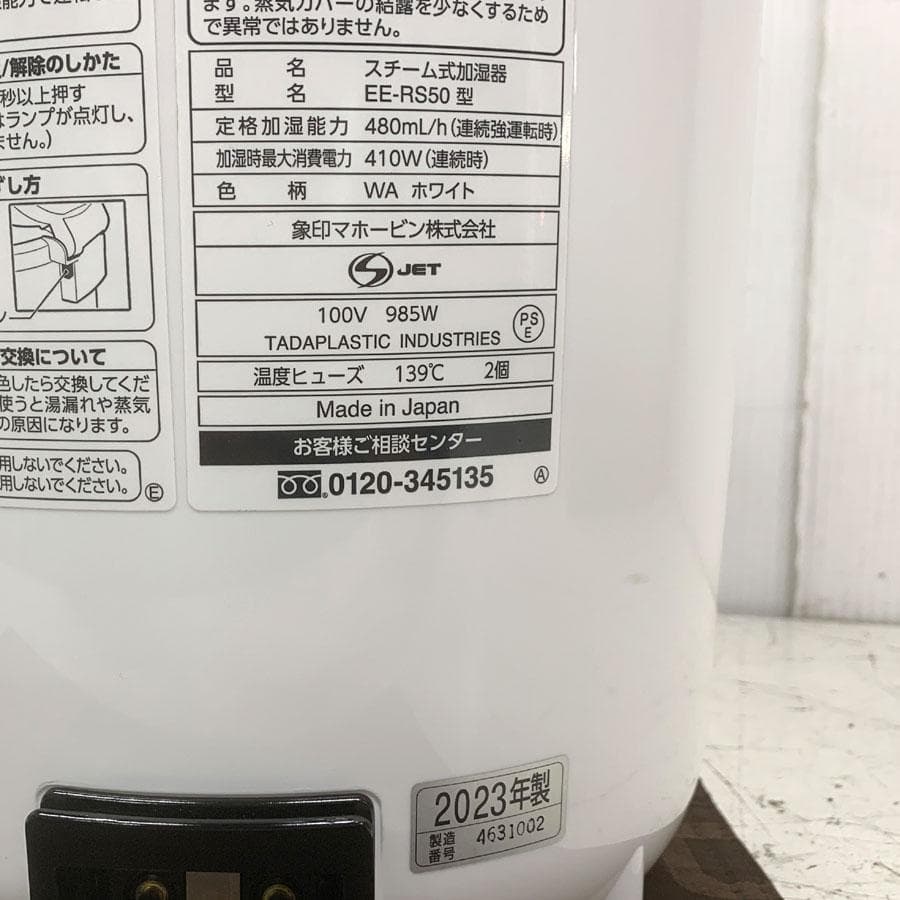 /解除のしかた
秒以上押す
はランプが点灯し、
ません。)
ずし方
交換について
色したら交換してくだ
使うと湯漏れや蒸気
の原因になります。
用しないでください。
用しないでください。
E
ます。蒸気カバーの結露を少なくするため
で異常ではありません。
品名 スチーム式加湿器
型名 EE-RS50 型
定格加湿能力 480mL/h(連続強運転時)
加湿時最大消費電力 410W(連続時)
色柄 WA ホワイト
象印マホービン株式会社
S JET
100V 985W
TADAPLASTIC INDUSTRIES
PS
E
温度ヒューズ 139℃ 2個
Made in Japan
お客様ご相談センター
0120-345135
A
2023年製
製造番号 4631002